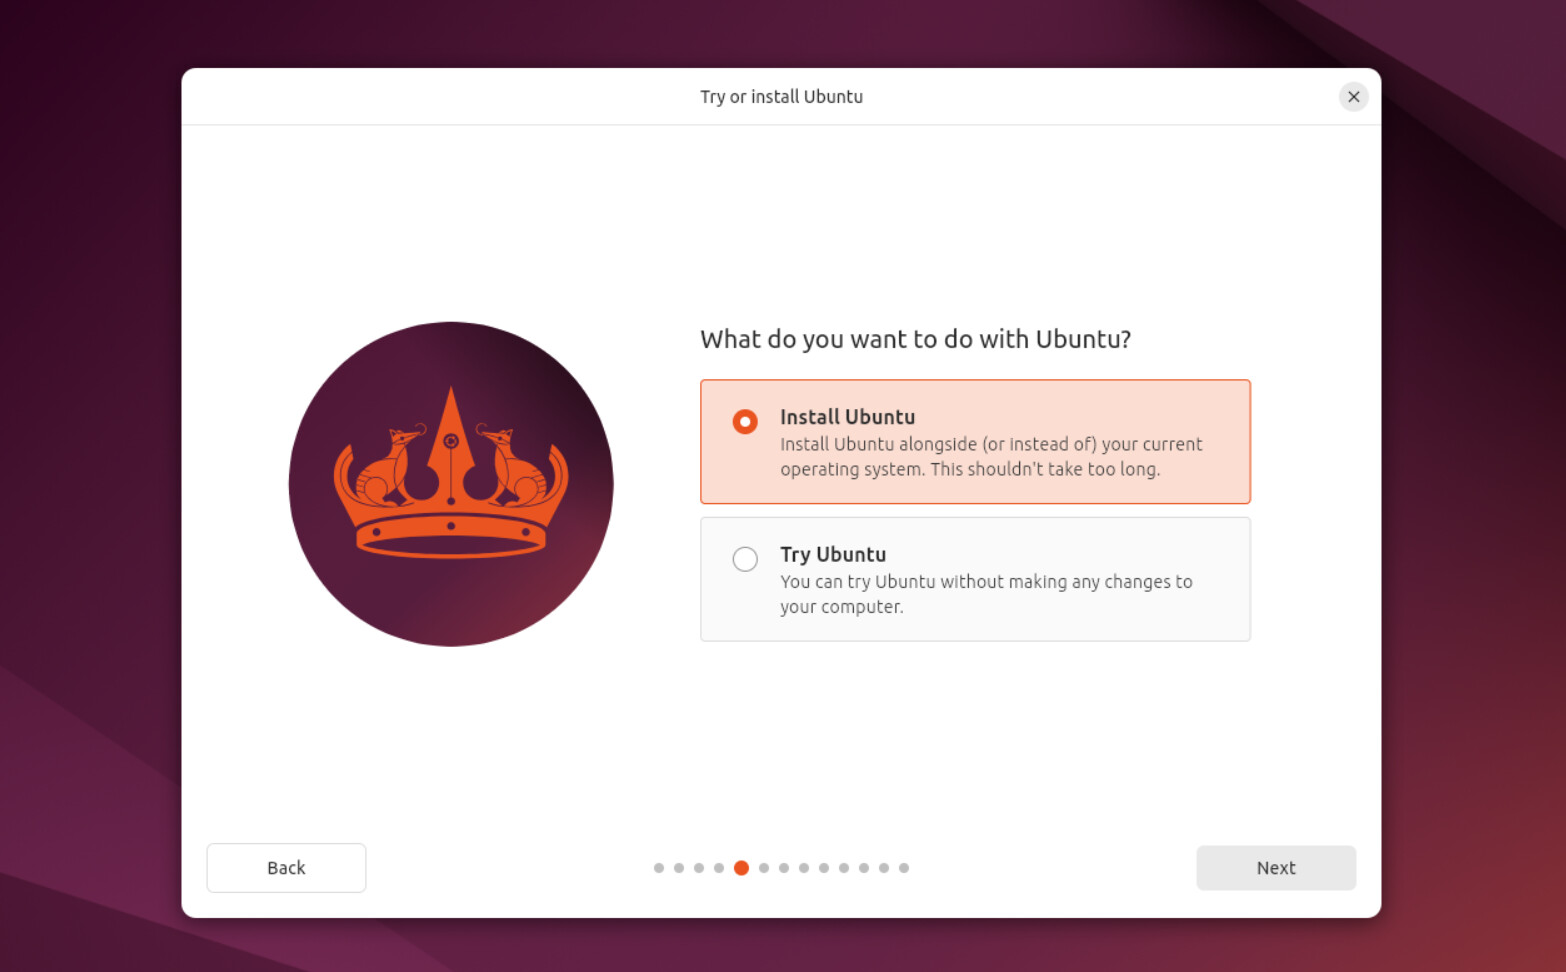 Try or install Ubuntu
What do you want to do with Ubuntu?
Install Ubuntu
Install Ubuntu alongside (or instead of) your current
operating system. This shouldn't take too long.
Try Ubuntu
You can try Ubuntu without making any changes to
your computer.
Back
Next